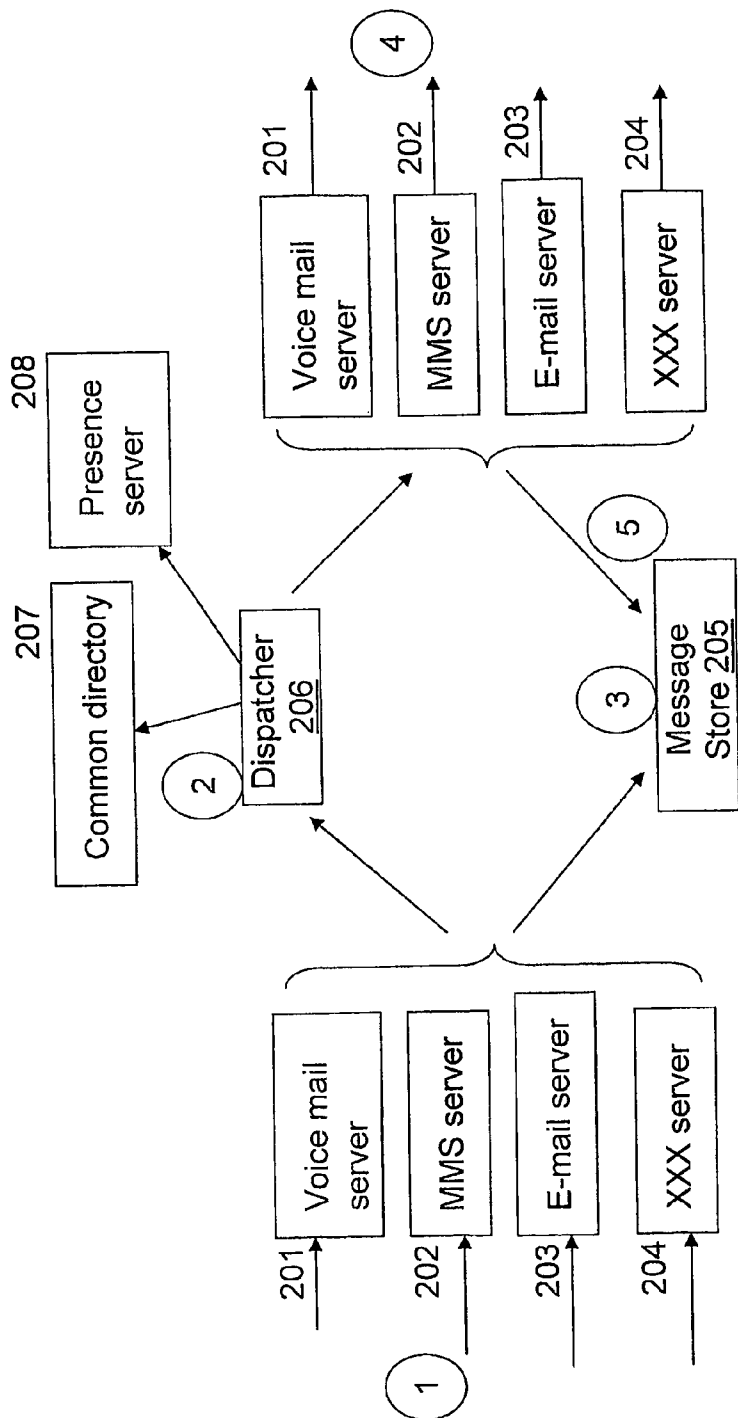 207
Common directory
208
Presence
server
2
Dispatcher
206
201
Voice mail
server
202
MMS server
203
E-mail server
204
XXX server
1
201
Voice mail
server
202
MMS server
203
E-mail server
204
XXX server
4
5
3
Message
Store 205